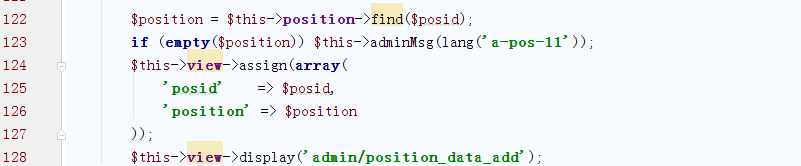 122 $position = $this->position->find($posid);
123 if (empty($position)) $this->adminMsg(lang('a-pos-11'));
124 $this->view->assign(array(
125 'posid' => $posid,
126 'position' => $position
127 ));
128 $this->view->display('admin/position_data_add');